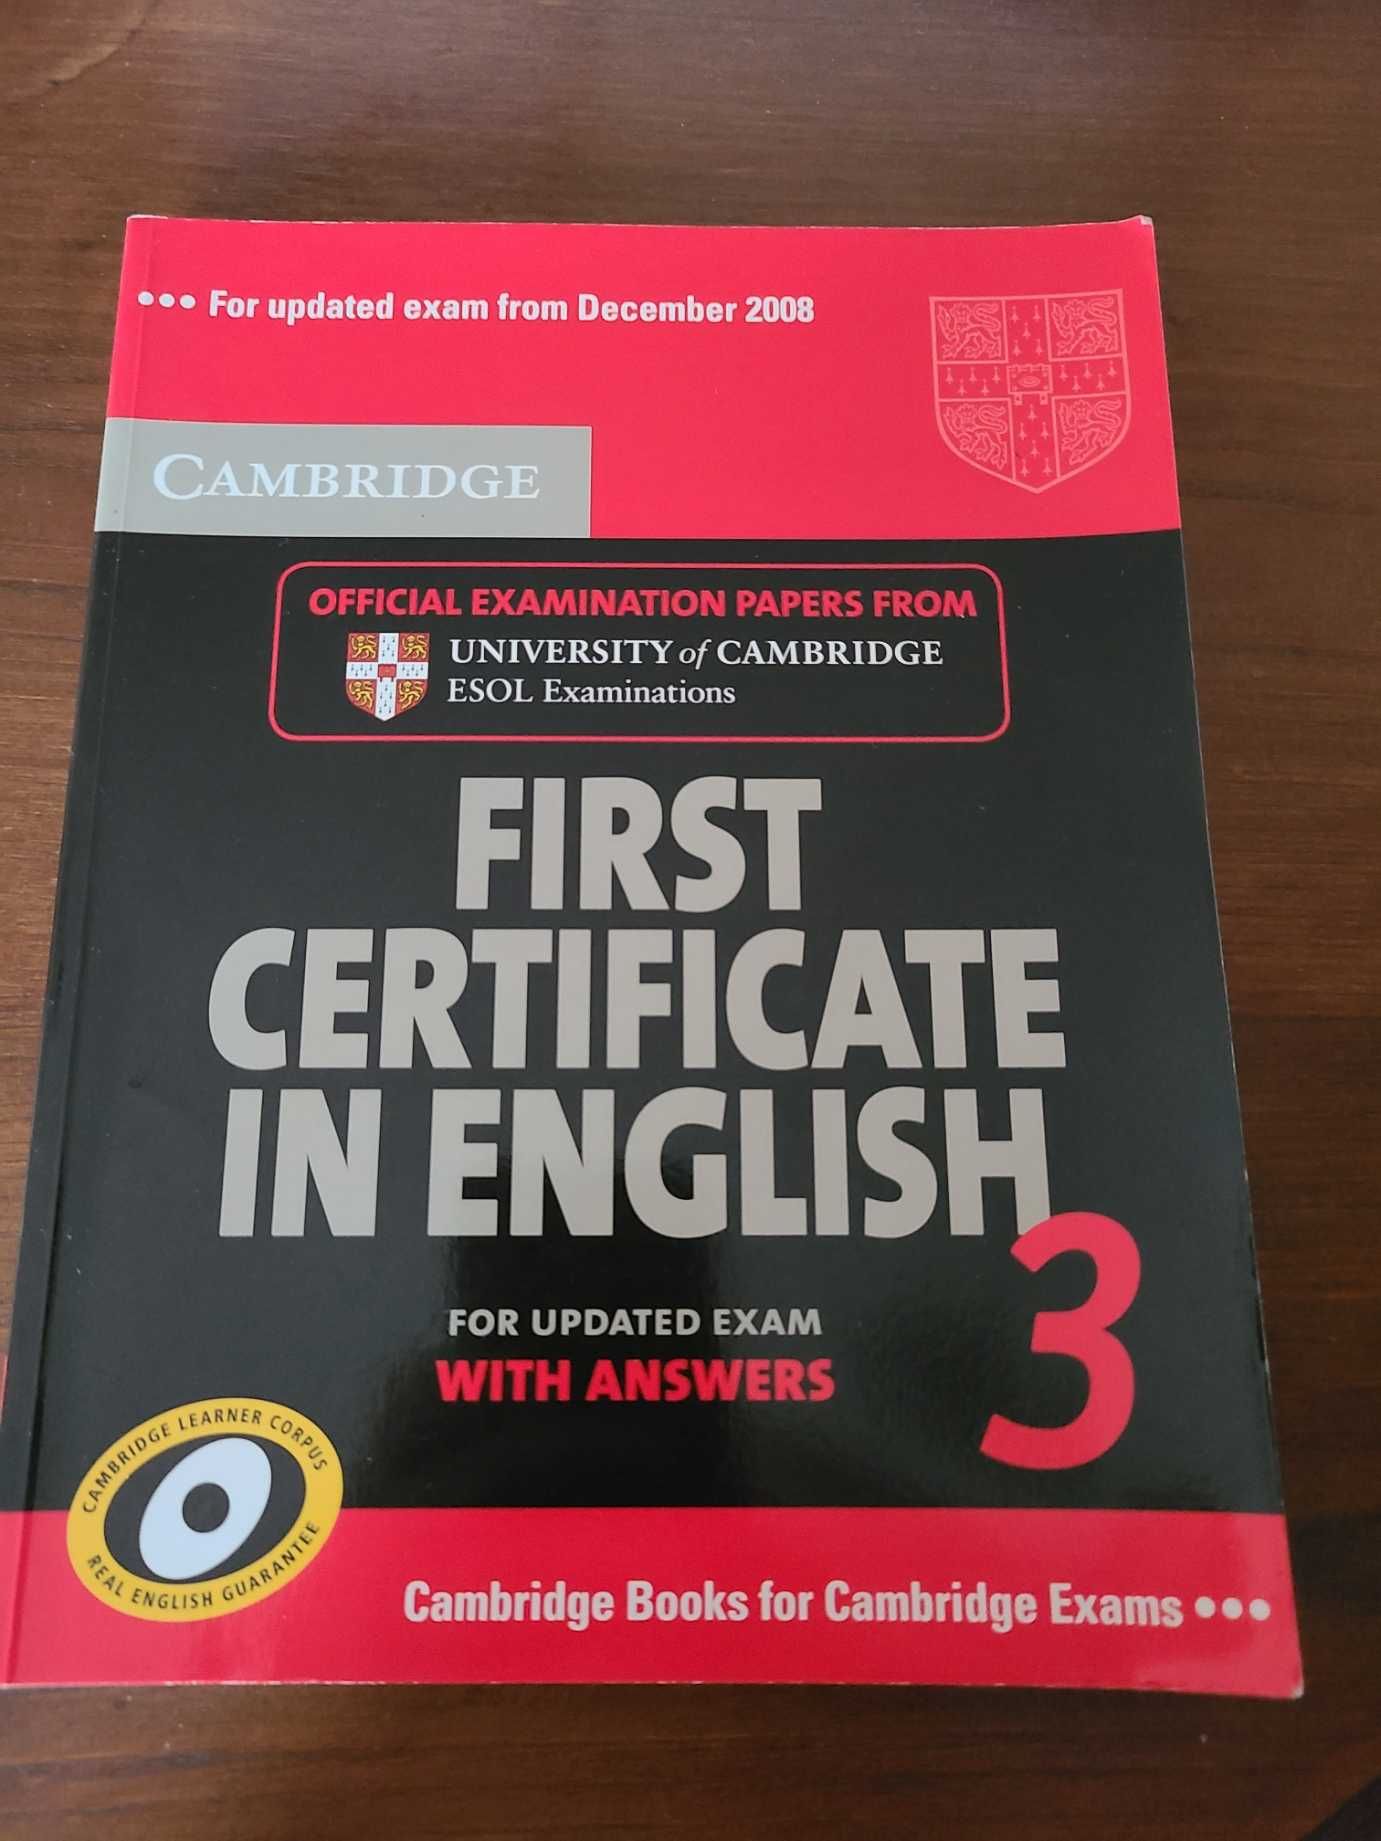 ••• For updated exam from December 2008
CAMBRIDGE
OFFICIAL EXAMINATION PAPERS FROM
UNIVERSITY of CAMBRIDGE
ESOL Examinations
FIRST
CERTIFICATE
IN ENGLISH
3
FOR UPDATED EXAM
WITH ANSWERS
CAMBRIDGE LEARNER CORPUS
REAL ENGLISH GUARANTEE
Cambridge Books for Cambridge Exams •••